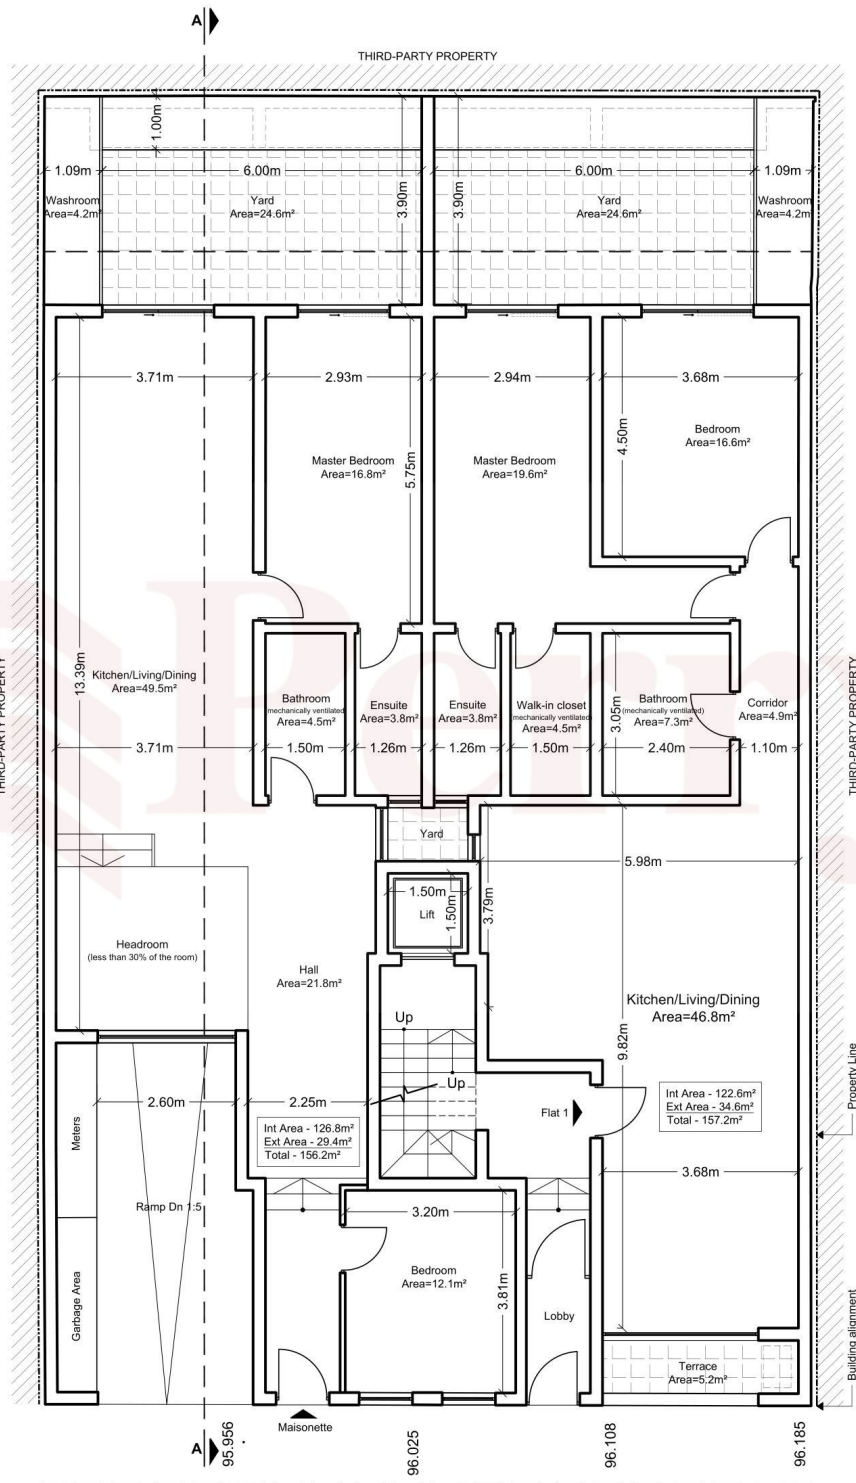 A
THIRD-PARTY PROPERTY
1.00m
1.09m
6.00m
3.90m
3.90m
6.00m
1.09m
Washroom
Area=4.2m²
Yard
Area=24.6m²
Yard
Area=24.6m²
Washroom
Area=4.2m²
3.71m
2.93m
2.94m
3.68m
Master Bedroom
Area=16.8m²
5.75m
Master Bedroom
Area=19.6m²
4.50m
Bedroom
Area=16.6m²
Perry
THIRD-PARTY PROPERTY
13.39m
Kitchen/Living/Dining
Area=49.5m²
3.71m
Bathroom
(mechanically ventilated)
Area=4.5m²
1.50m
Ensuite
Area=3.8m²
1.26m
Ensuite
Area=3.8m²
1.26m
Walk-in closet
(mechanically ventilated)
Area=4.5m²
1.50m
3.05m
Bathroom
(mechanically ventilated)
Area=7.3m²
2.40m
Corridor
Area=4.9m²
1.10m
THIRD-PARTY PROPERTY
Yard
5.98m
1.50m
Lift
1.50m
3.79m
Headroom
(less than 30% of the room)
Hall
Area=21.8m²
Kitchen/Living/Dining
Area=46.8m²
9.82m
Up
Up
2.60m
2.25m
Int Area - 126.8m²
Ext Area - 29.4m²
Total - 156.2m²
Flat 1
Int Area - 122.6m²
Ext Area - 34.6m²
Total - 157.2m²
Property Line
Meters
3.68m
Ramp Dn 1:5
3.20m
Bedroom
Area=12.1m²
3.81m
Garbage Area
Lobby
Terrace
Area=5.2m²
Building alignment
Maisonette
A
95.956
96.025
96.108
96.185